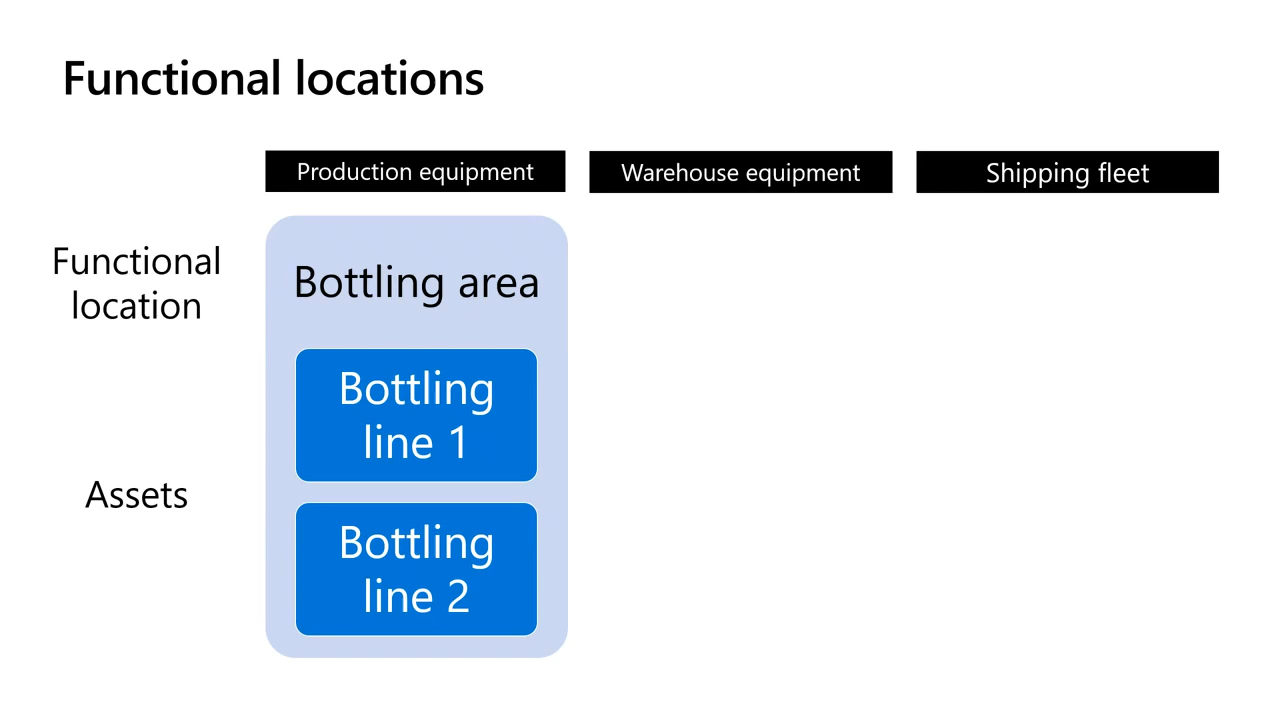 Functional locations
Production equipment
Warehouse equipment
Shipping fleet
Functional
location
Bottling area
Bottling
line 1
Assets
Bottling
line 2